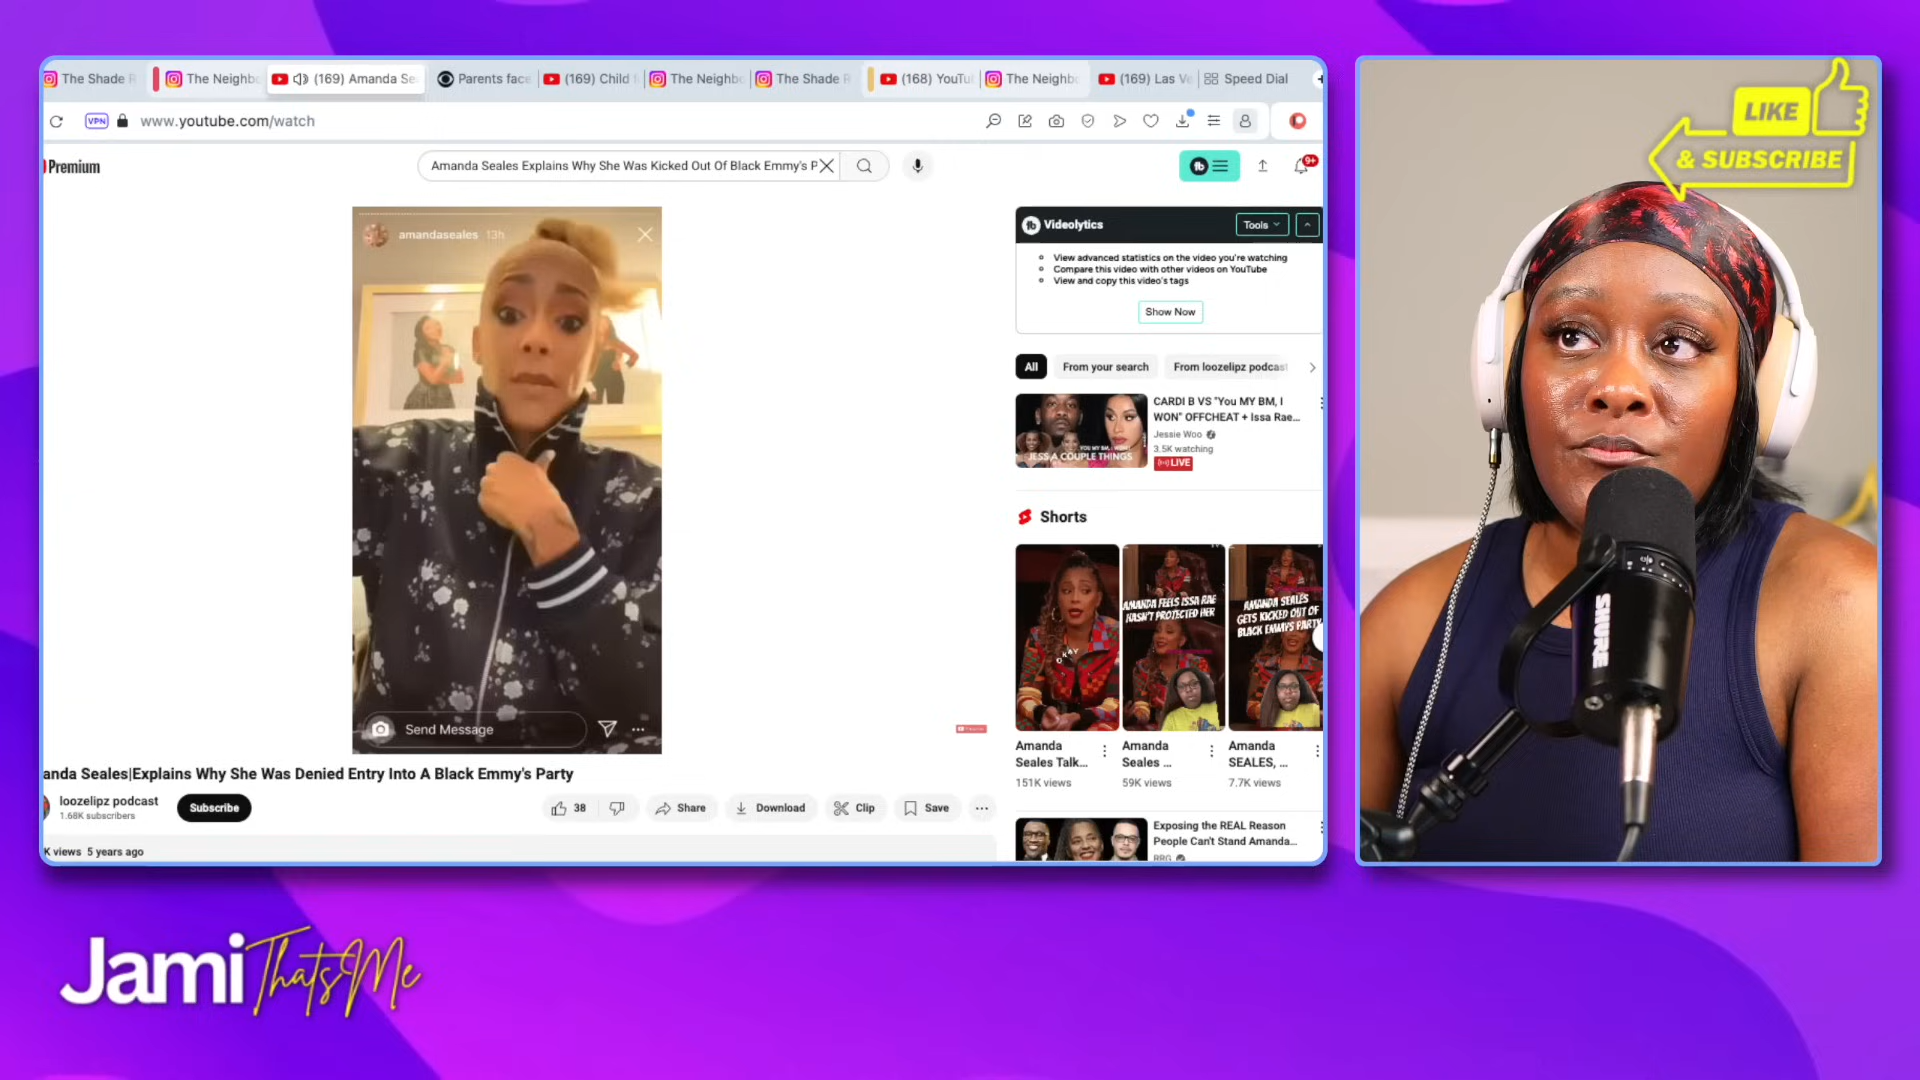 The Shade R
The Neighb
(169) Amanda Se
Parents face
(169) Child
The Neighb
The Shade R
(168) YouTu
The Neighb
(169) Las Ve
Speed Dial
VPN
www.youtube.com/watch
LIKE
& SUBSCRIBE
Premium
Amanda Seales Explains Why She Was Kicked Out Of Black Emmy's P
9+
amandaseales 13h
Send Message
Videolytics
Tools
View advanced statistics on the video you're watching
Compare this video with other videos on YouTube
View and copy this video's tags
Show Now
All
From your search
From loozelipz podcast
CARDI B VS "You MY BM, I
WON" OFFCHEAT + Issa Rae...
Jessie Woo
3.5K watching
LIVE
YOU MY BM, I WON
JESS A COUPLE THINGS
Shorts
OKAY
AMANDA FEELS ISSA RAE
HASN'T PROTECTED HER
AMANDA SEALES
GETS KICKED OUT OF
BLACK EMMYS PARTY
Amanda
Seales Talk...
151K views
Amanda
Seales ...
59K views
Amanda
SEALES, ...
7.7K views
Exposing the REAL Reason
People Can't Stand Amanda...
RRG
anda Seales|Explains Why She Was Denied Entry Into A Black Emmy's Party
loozelipz podcast
1.68K subscribers
Subscribe
38
Share
Download
Clip
Save
K views 5 years ago
SHURE
Jami ThatsMe